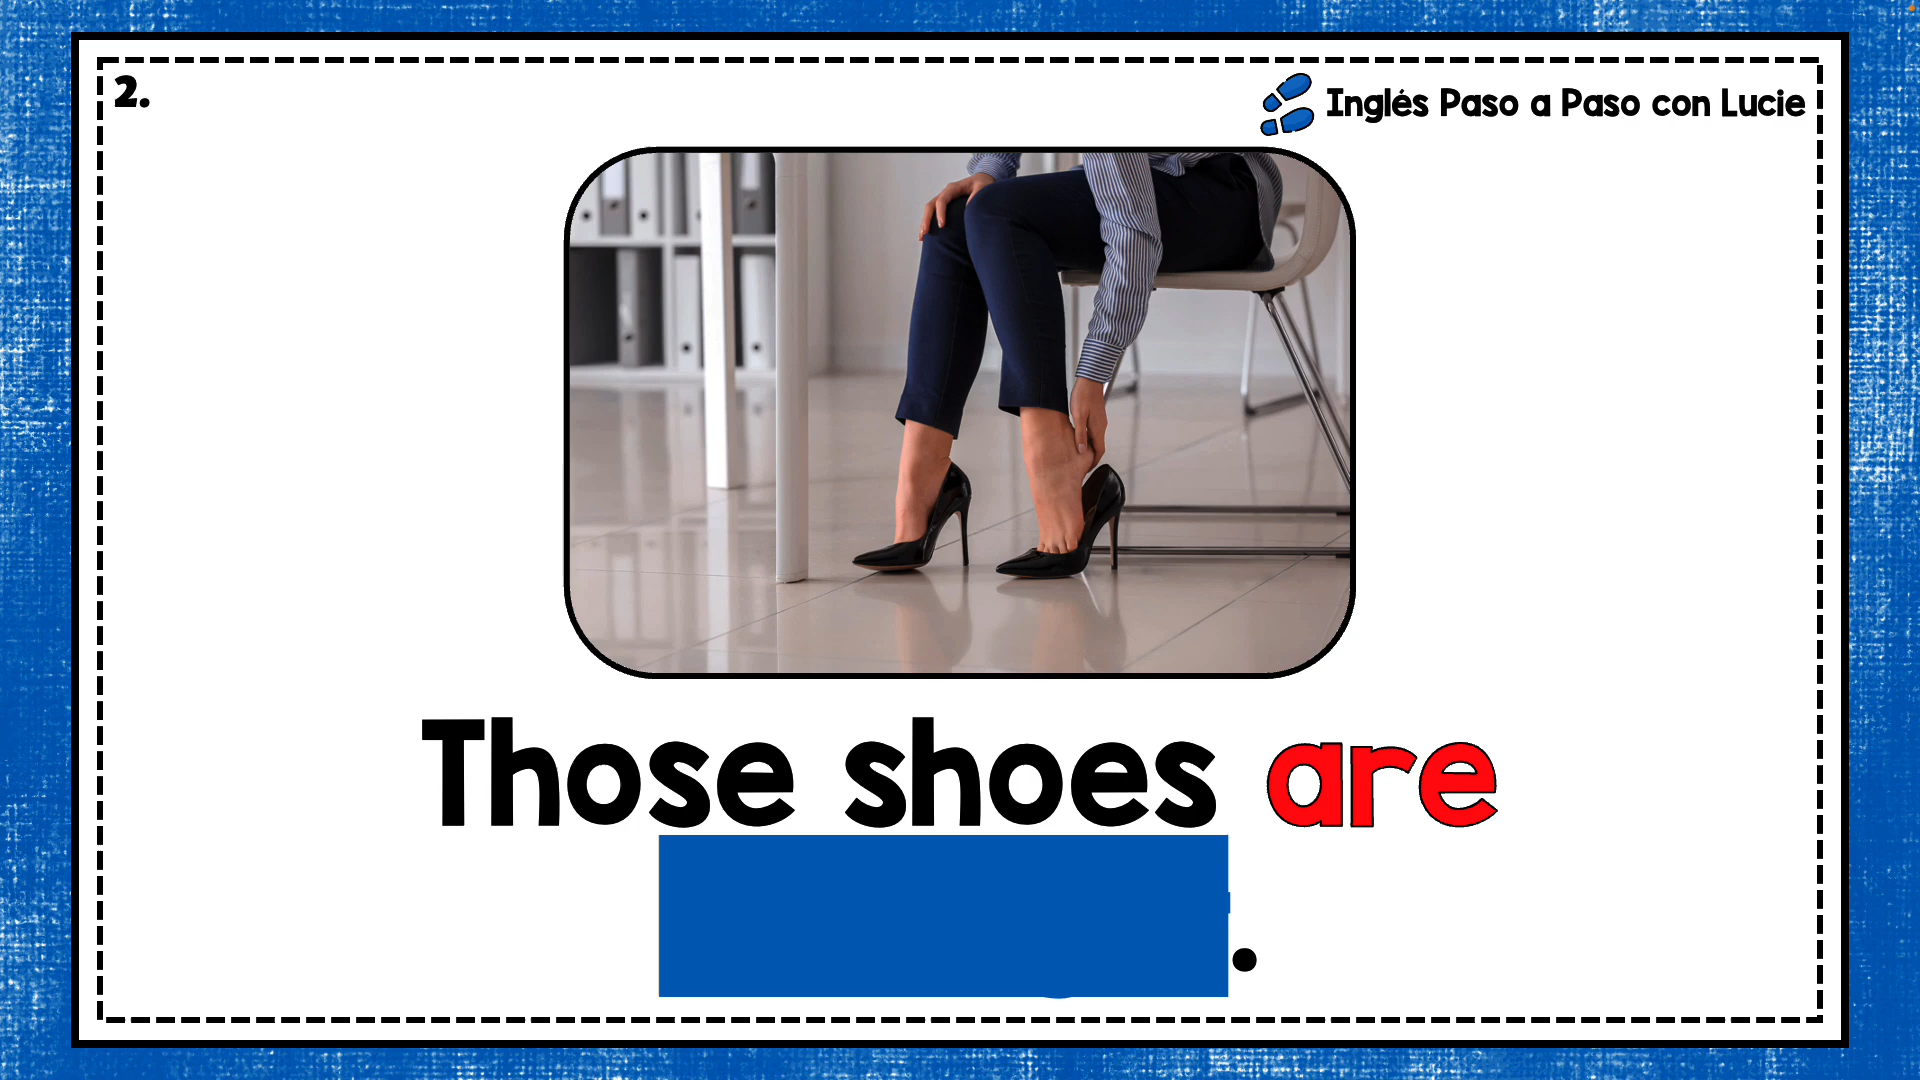 2.
Inglés Paso a Paso con Lucie
Those shoes are
.